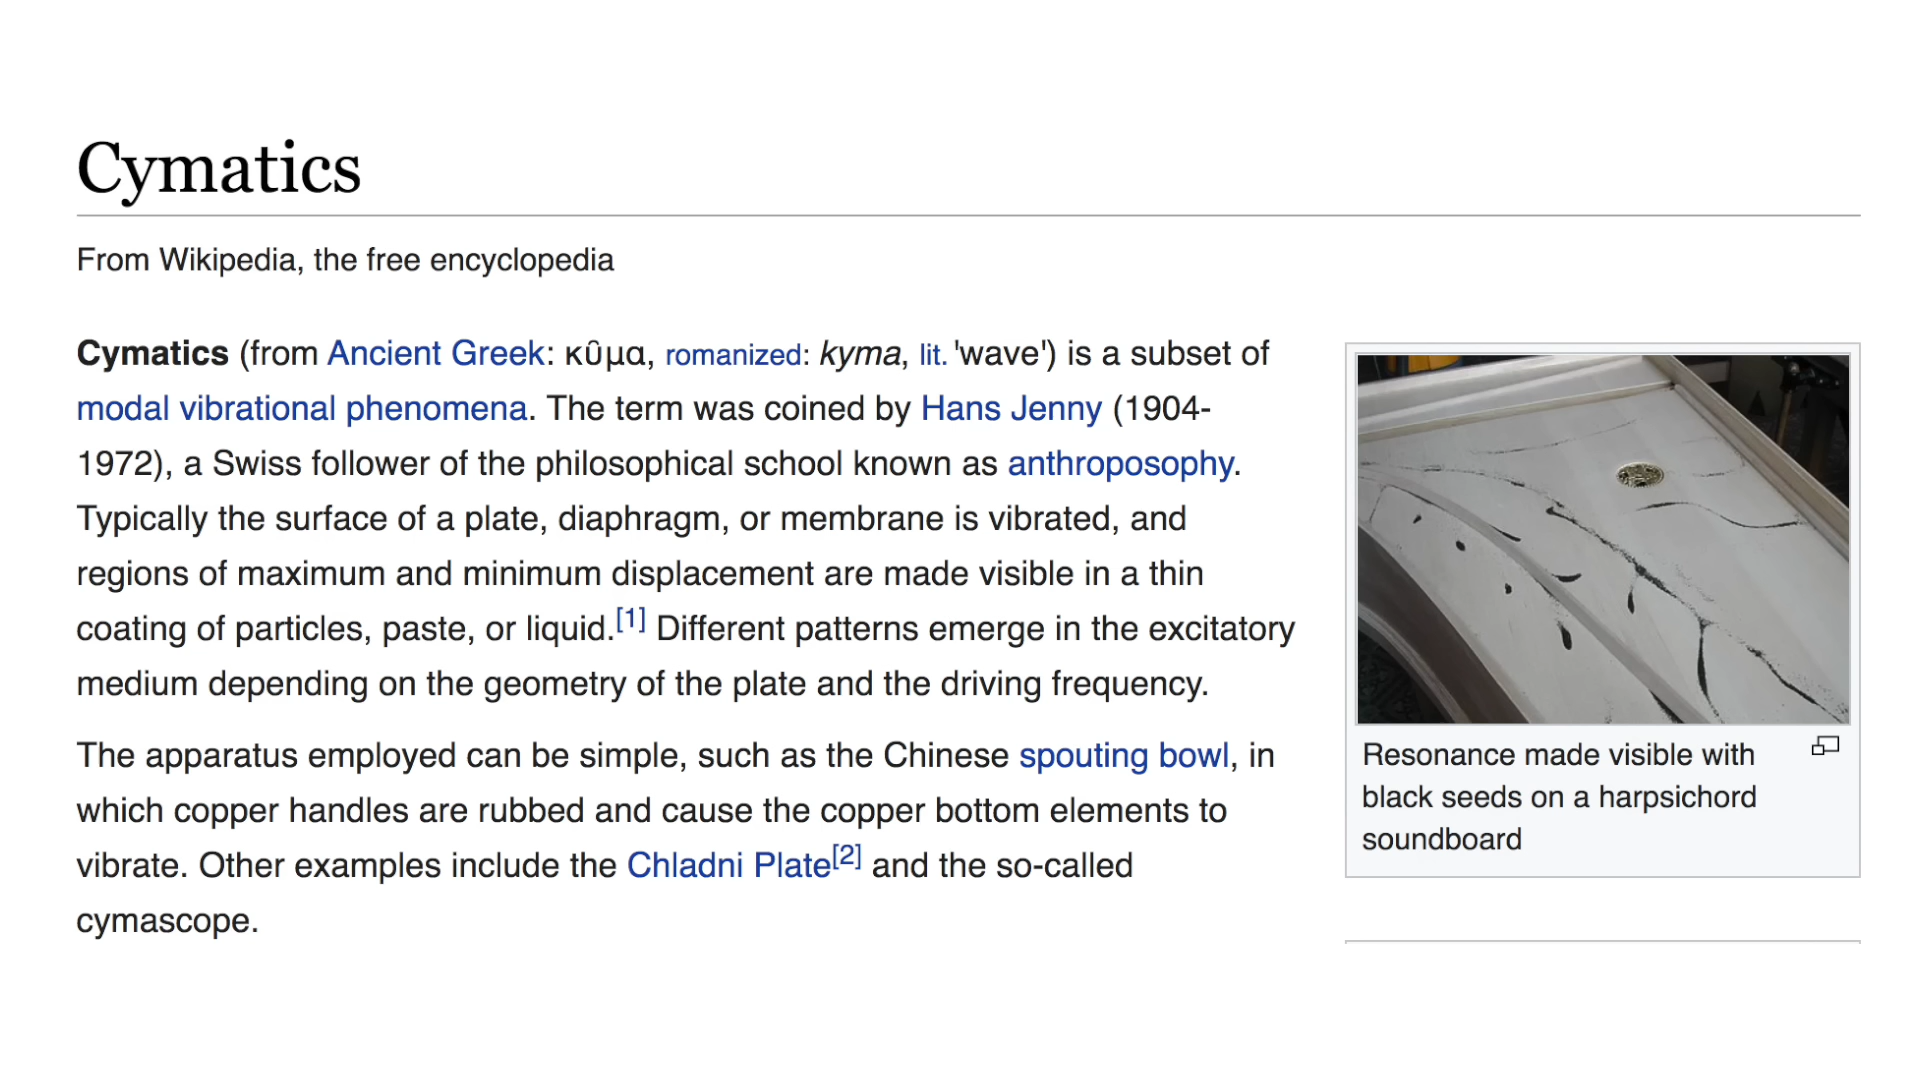 Cymatics
From Wikipedia, the free encyclopedia
Cymatics (from Ancient Greek: κῦμα, romanized: kyma, lit. 'wave') is a subset of
modal vibrational phenomena. The term was coined by Hans Jenny (1904-
1972), a Swiss follower of the philosophical school known as anthroposophy.
Typically the surface of a plate, diaphragm, or membrane is vibrated, and
regions of maximum and minimum displacement are made visible in a thin
coating of particles, paste, or liquid.[1] Different patterns emerge in the excitatory
medium depending on the geometry of the plate and the driving frequency.
The apparatus employed can be simple, such as the Chinese spouting bowl, in
which copper handles are rubbed and cause the copper bottom elements to
vibrate. Other examples include the Chladni Plate[2] and the so-called
cymascope.
Resonance made visible with
black seeds on a harpsichord
soundboard